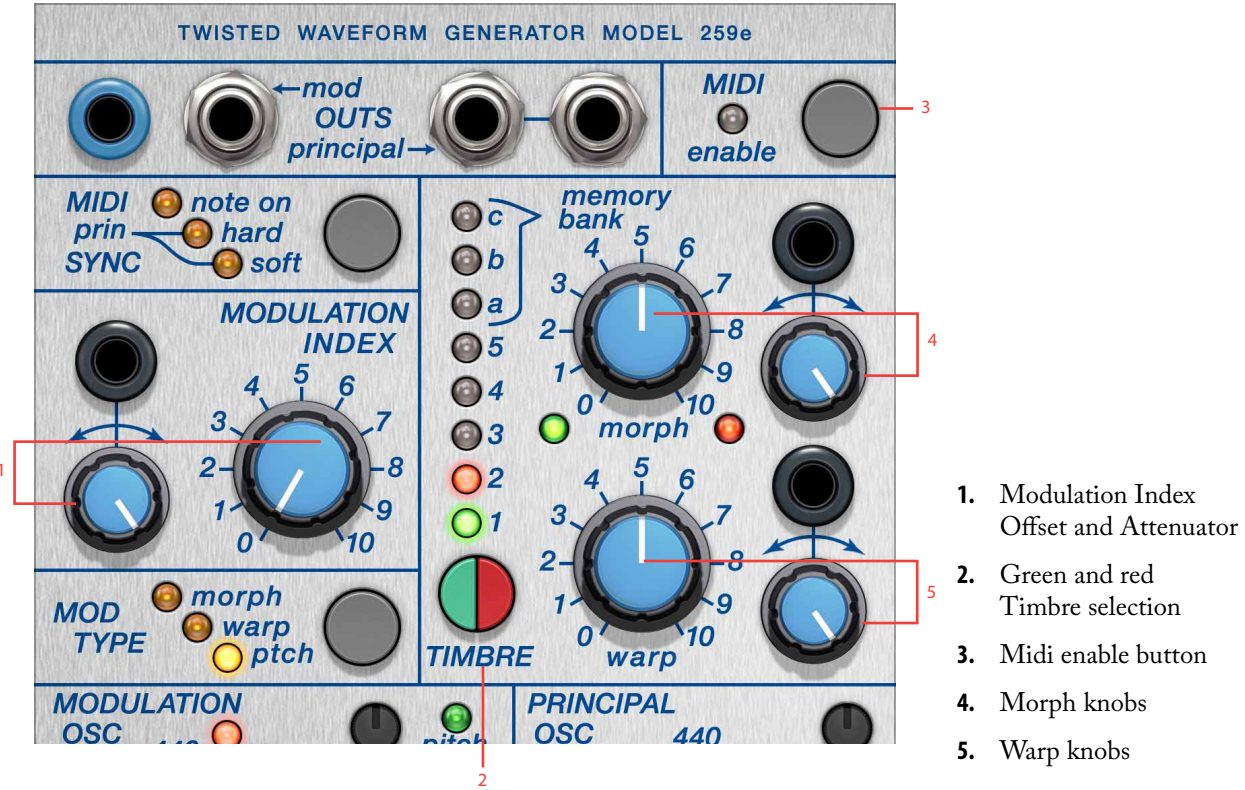 TWISTED WAVEFORM GENERATOR MODEL 259e
mod
OUTS
principal
MIDI
enable
3
MIDI
prin
SYNC
note on
hard
soft
memory
bank
c
b
a
5
4
3
2
1
0 1 2 3 4 5 6 7 8 9 10
morph
4
MODULATION
INDEX
0 1 2 3 4 5 6 7 8 9 10
1
0 1 2 3 4 5 6 7 8 9 10
warp
5
MOD
TYPE
morph
warp
ptch
TIMBRE
MODULATION
OSC
440
pitch
PRINCIPAL
OSC
440
2
1. Modulation Index
Offset and Attenuator
2. Green and red
Timbre selection
3. Midi enable button
4. Morph knobs
5. Warp knobs